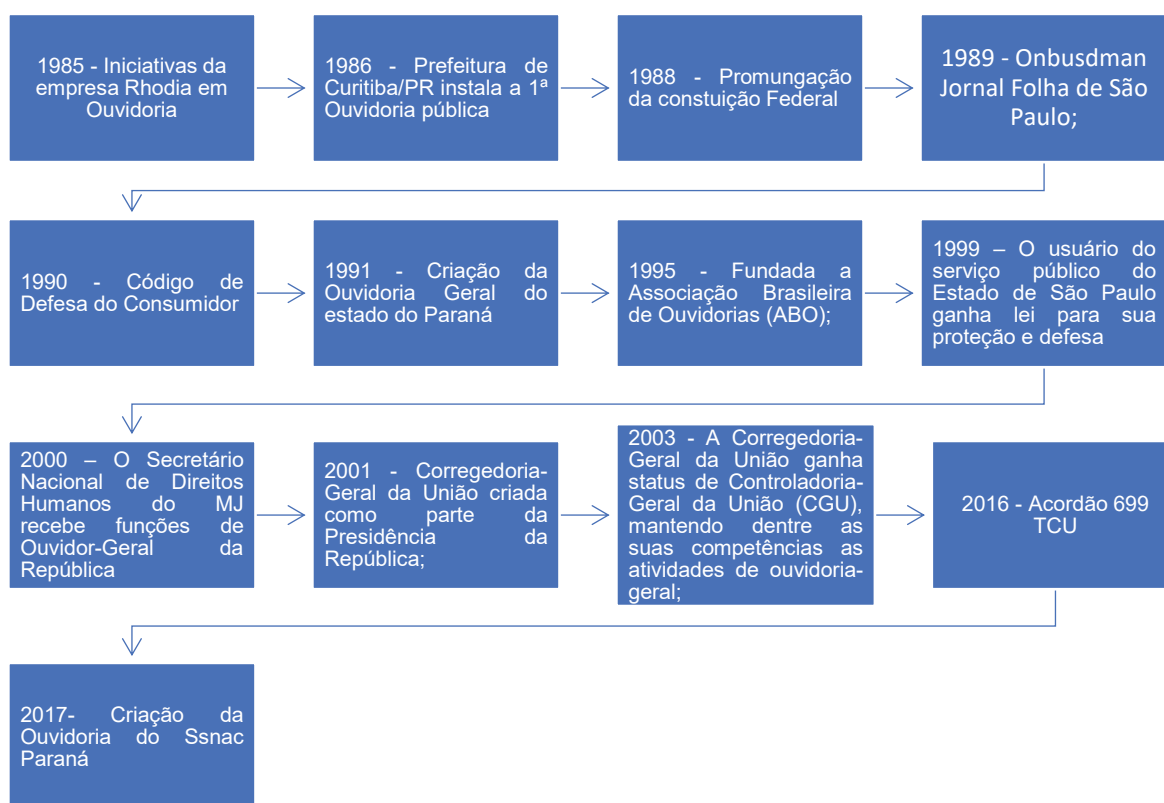 1985 - Iniciativas da
empresa Rhodia em
Ouvidoria
1986 - Prefeitura de
Curitiba/PR instala a 1ª
Ouvidoria pública
1988 - Promungação
da constuição Federal
1989 - Onbusdman
Jornal Folha de São
Paulo;
1990 - Código de
Defesa do Consumidor
1991 - Criação da
Ouvidoria Geral do
estado do Paraná
1995 - Fundada a
Associação Brasileira
de Ouvidorias (ABO);
1999 – O usuário do
serviço público do
Estado de São Paulo
ganha lei para sua
proteção e defesa
2000 – O Secretário
Nacional de Direitos
Humanos do MJ
recebe funções de
Ouvidor-Geral da
República
2001 - Corregedoria-
Geral da União criada
como parte da
Presidência da
República;
2003 - A Corregedoria-
Geral da União ganha
status de Controladoria-
Geral da União (CGU),
mantendo dentre as
suas competências as
atividades de ouvidoria-
geral;
2016 - Acordão 699
TCU
2017- Criação da
Ouvidoria do Ssnac
Paraná